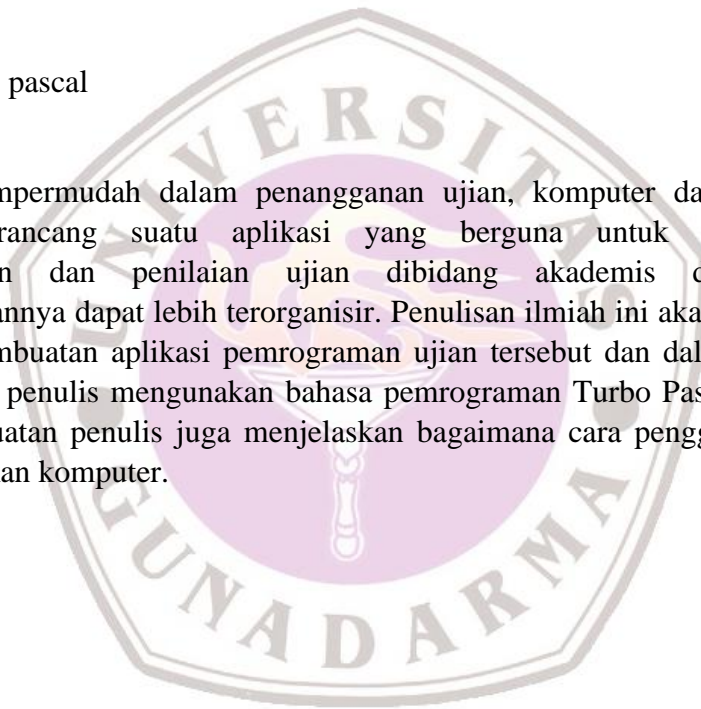 pascal
mpermudah dalam penangganan ujian, komputer da
rancang suatu aplikasi yang berguna untuk
n dan penilaian ujian dibidang akademis d
annya dapat lebih terorganisir. Penulisan ilmiah ini aka
mbuatan aplikasi pemrograman ujian tersebut dan dal
penulis mengunakan bahasa pemrograman Turbo Pas
uatan penulis juga menjelaskan bagaimana cara pengg
an komputer.
UNIVERSITAS
GUNADARMA